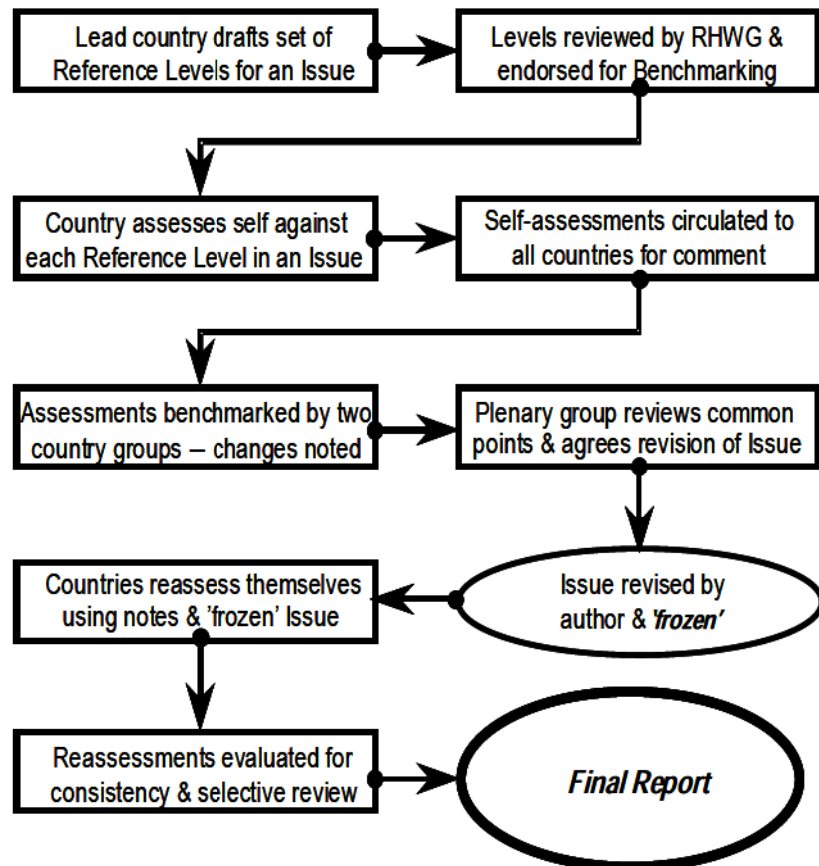 Lead country drafts set of
Reference Levels for an Issue
Levels reviewed by RHWG &
endorsed for Benchmarking
Country assesses self against
each Reference Level in an Issue
Self-assessments circulated to
all countries for comment
Assessments benchmarked by two
country groups – changes noted
Plenary group reviews common
points & agrees revision of Issue
Issue revised by
author & 'frozen'
Countries reassess themselves
using notes & 'frozen' Issue
Reassessments evaluated for
consistency & selective review
Final Report